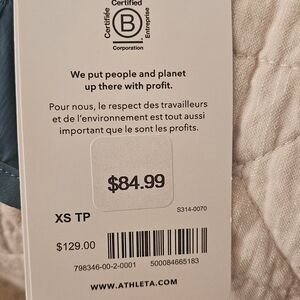 Certified
Certifiée
B
Entreprise
Corporation
We put people and planet
up there with profit.
Pour nous, le respect des travailleurs
et de l'environnement est tout aussi
important que le sont les profits.
$84.99
XS TP
S314-0070
$129.00
798346-00-2-0001 500084665183
WWW.ATHLETA.COM